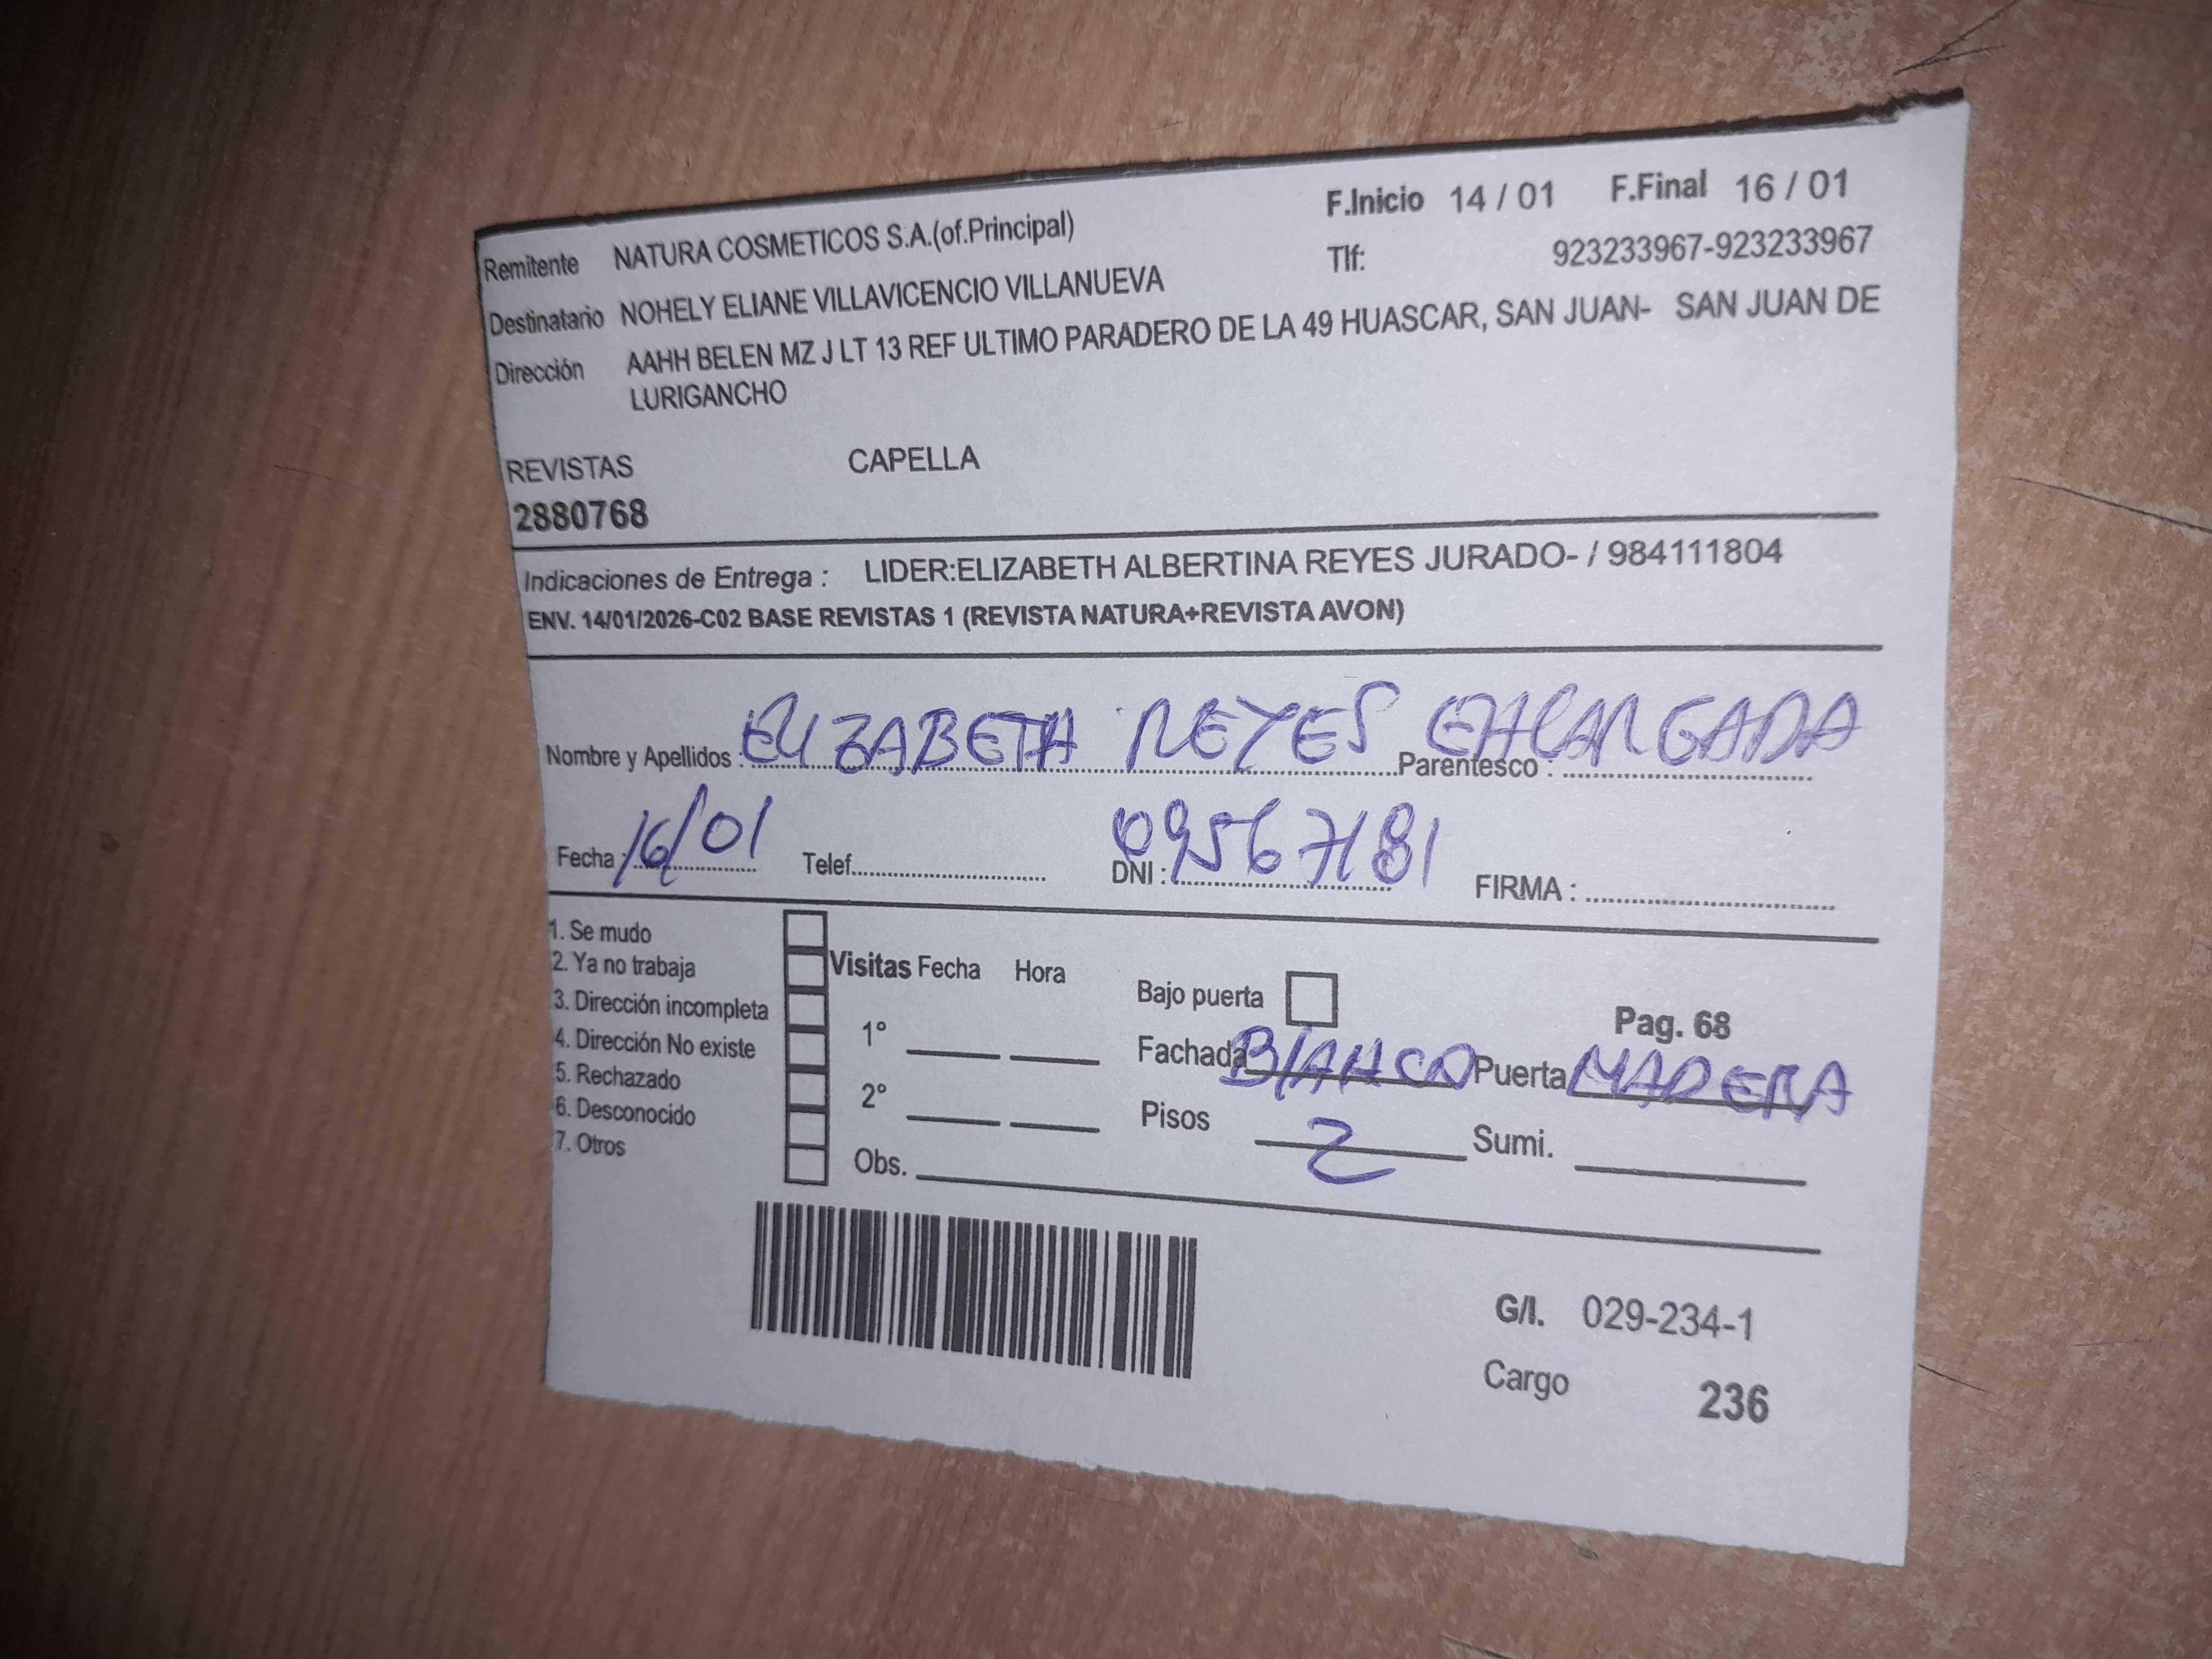 F.Inicio 14 / 01 F.Final 16 / 01
Remitente NATURA COSMETICOS S.A.(of.Principal) Tlf: 923233967-923233967
Destinatario NOHELY ELIANE VILLAVICENCIO VILLANUEVA
Dirección AAHH BELEN MZ J LT 13 REF ULTIMO PARADERO DE LA 49 HUASCAR, SAN JUAN- SAN JUAN DE
LURIGANCHO
REVISTAS CAPELLA
2880768
Indicaciones de Entrega : LIDER:ELIZABETH ALBERTINA REYES JURADO- / 984111804
ENV. 14/01/2026-C02 BASE REVISTAS 1 (REVISTA NATURA+REVISTA AVON)
Nombre y Apellidos : ELIZABETH REYES Parentesco : ENCARGADA
Fecha : 16/01 Telef. DNI : 09567181 FIRMA :
1. Se mudo
2. Ya no trabaja Visitas Fecha Hora Bajo puerta
3. Dirección incompleta Pag. 68
4. Dirección No existe 1° Fachada BLANCO Puerta MADERA
5. Rechazado
6. Desconocido 2° Pisos 2 Sumi.
7. Otros Obs.
G/I. 029-234-1
Cargo 236